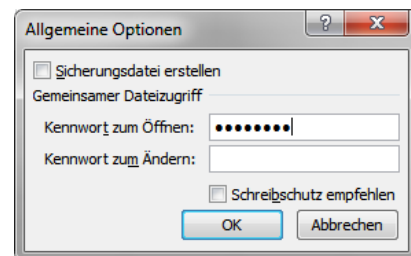 Allgemeine Optionen
Sicherungsdatei erstellen
Gemeinsamer Dateizugriff
Kennwort zum Öffnen: ●●●●●●●●
Kennwort zum Ändern:
Schreibschutz empfehlen
OK Abbrechen